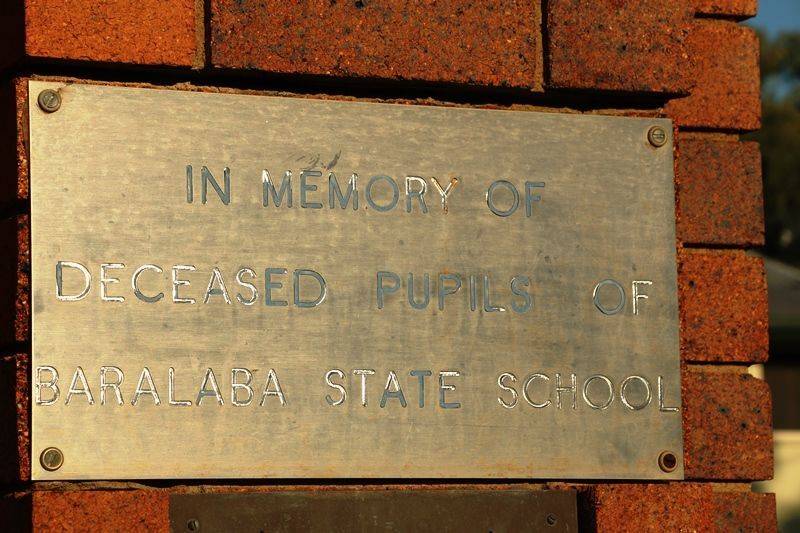 IN MEMORY OF
DECEASED PUPILS OF
BARALABA STATE SCHOOL